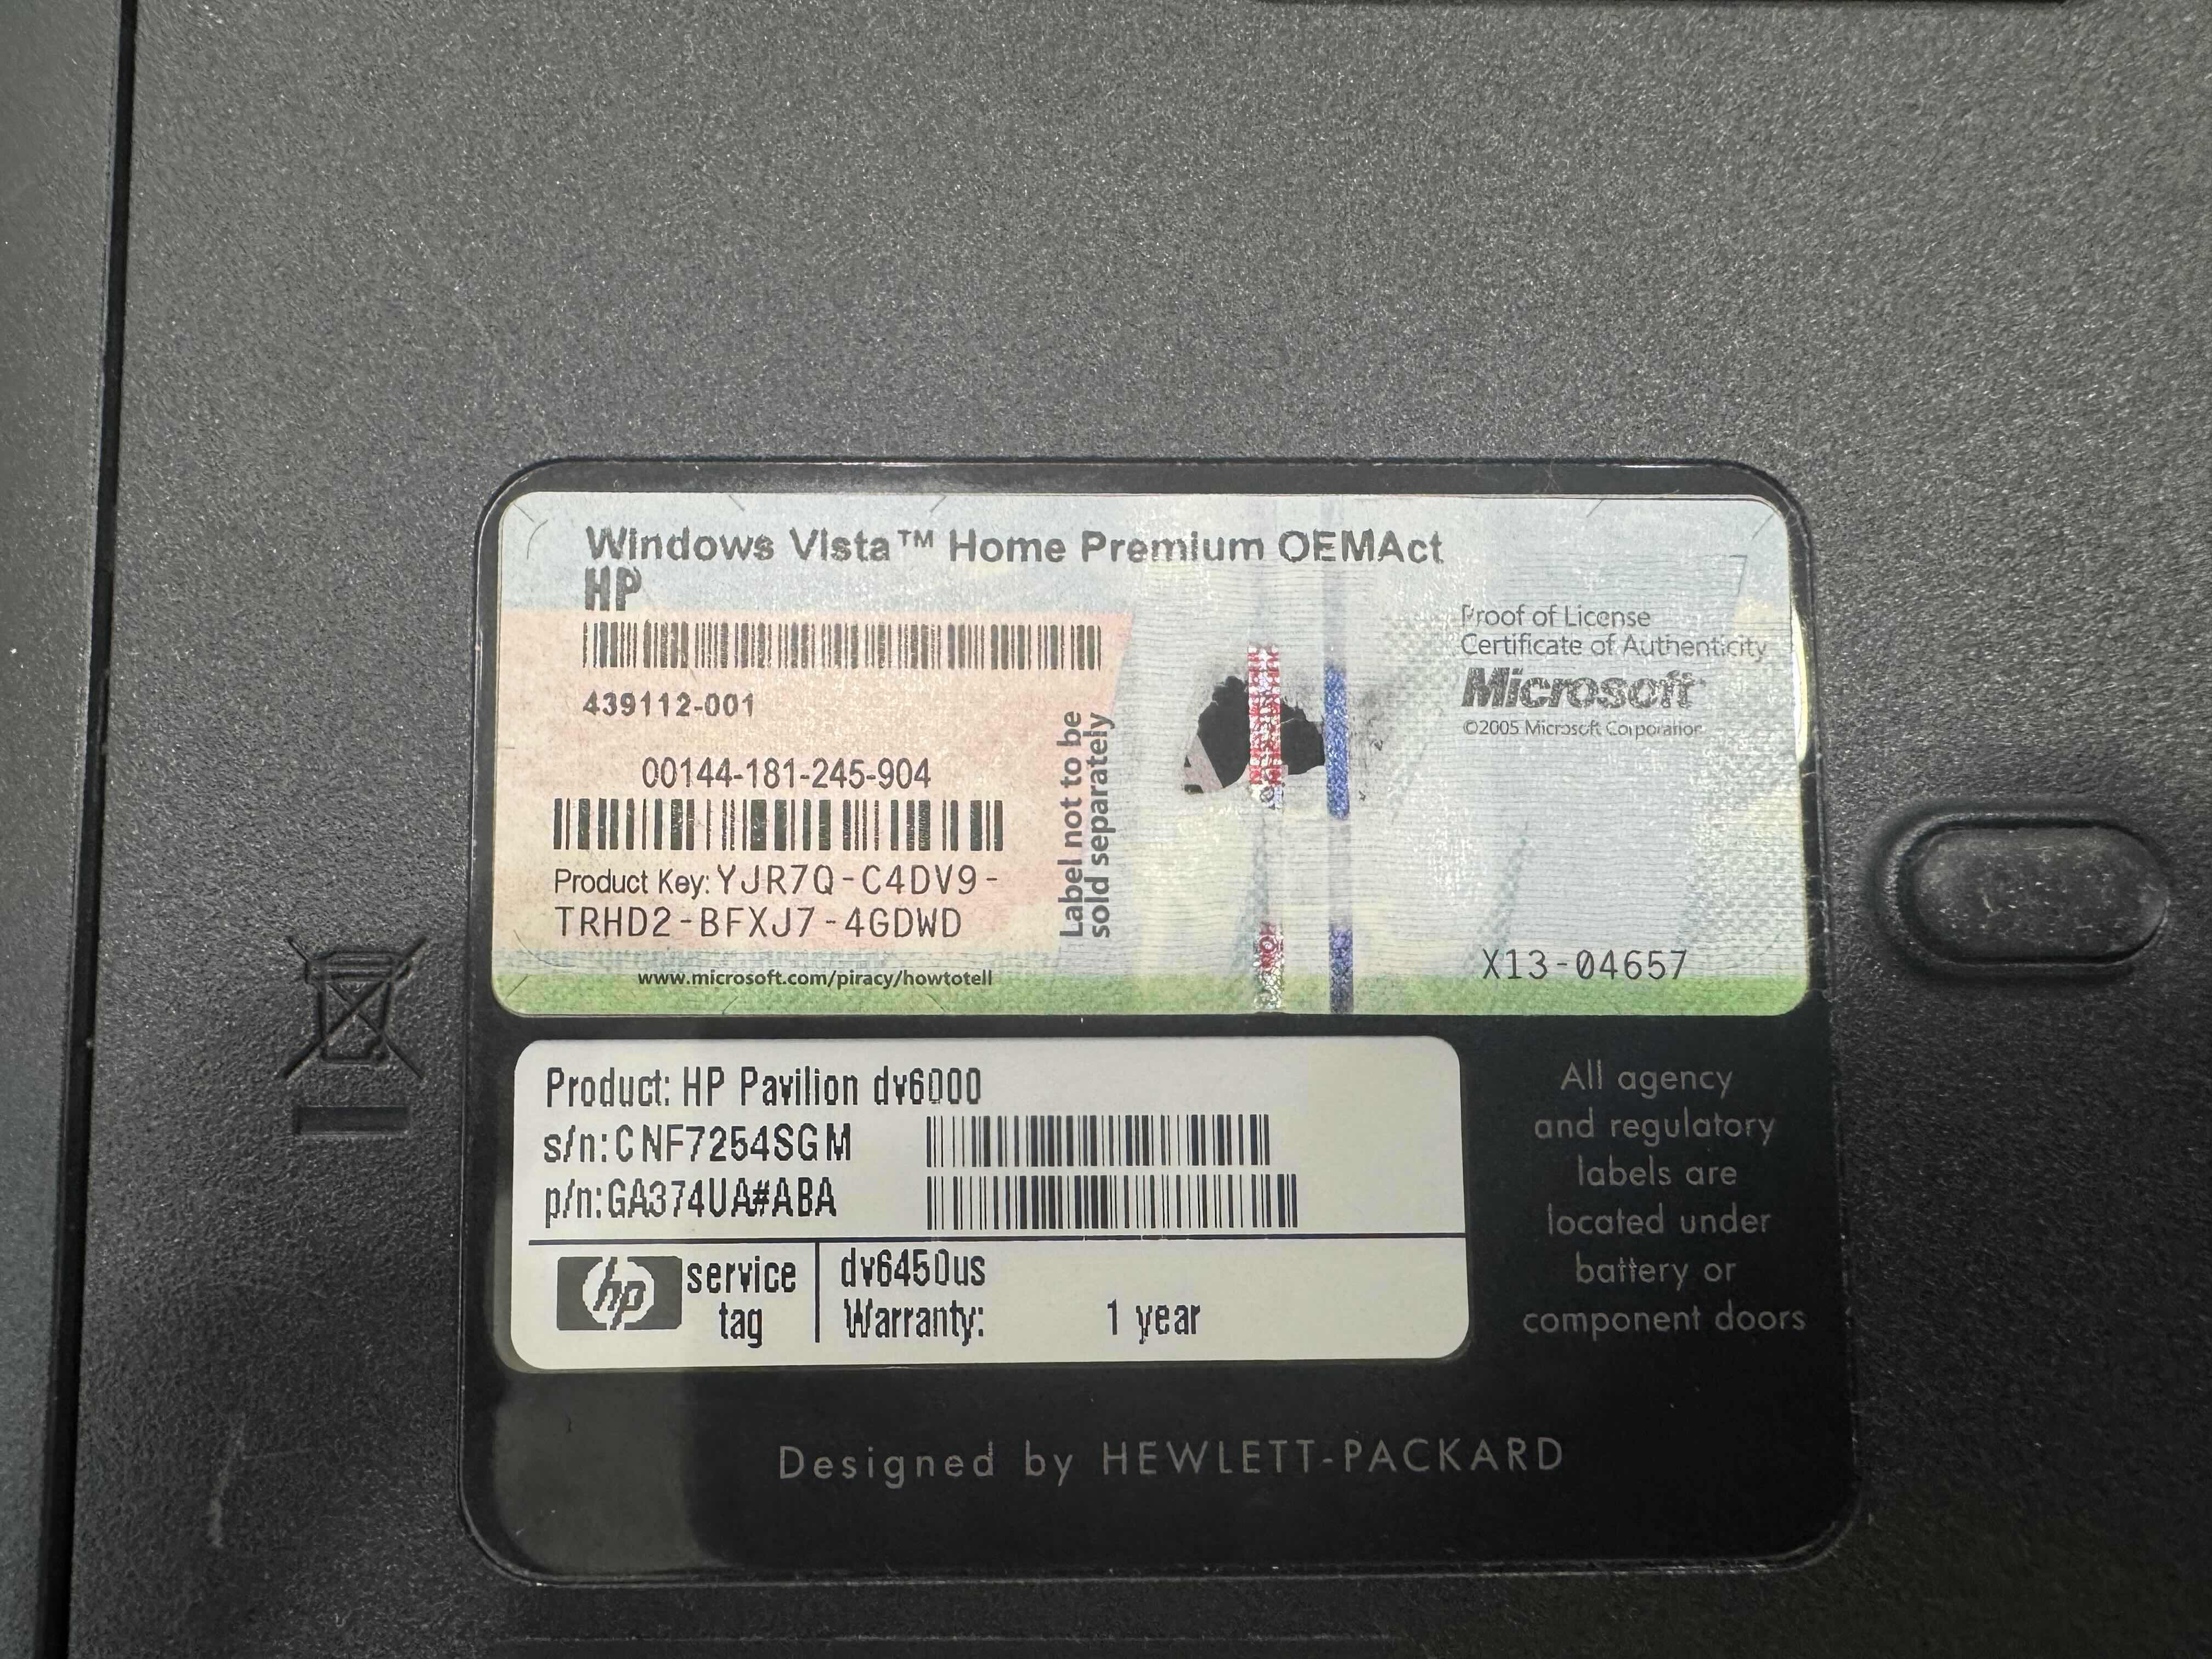 Windows Vista™ Home Premium OEMAct
HP
439112-001
00144-181-245-904
Product Key: YJR7Q-C4DV9-
TRHD2-BFXJ7-4GDWD
www.microsoft.com/piracy/howtotell
Label not to be
sold separately
Proof of License
Certificate of Authenticity
Microsoft
©2005 Microsoft Corporation
X13-04657
Product: HP Pavilion dv6000
s/n:CNF7254SGM
p/n:GA374UA#ABA
hp
service
tag
dv6450us
Warranty: 1 year
All agency
and regulatory
labels are
located under
battery or
component doors
Designed by HEWLETT-PACKARD